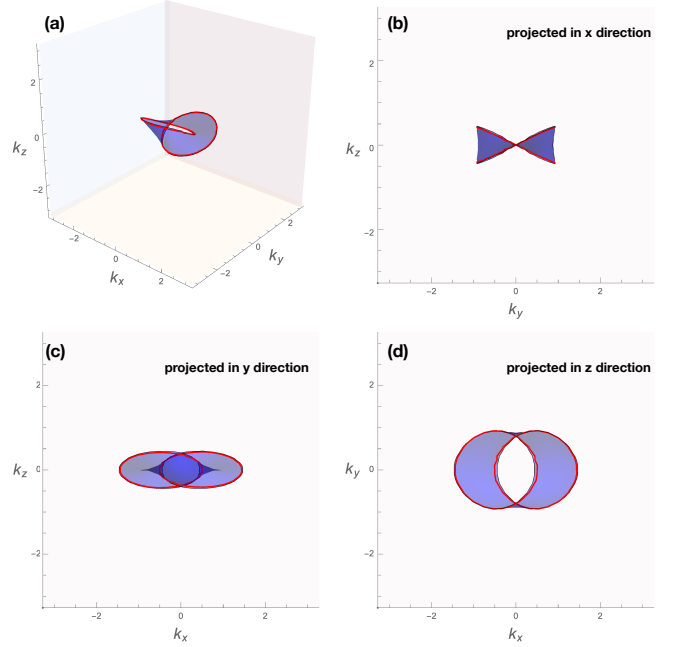 (a)
2
0
−2
k_z
−2
0
2
k_x
−2
0
2
k_y
(b)
projected in x direction
2
k_z
0
−2
−2
0
2
k_y
(c)
projected in y direction
2
k_z
0
−2
−2
0
2
k_x
(d)
projected in z direction
2
k_y
0
−2
−2
0
2
k_x